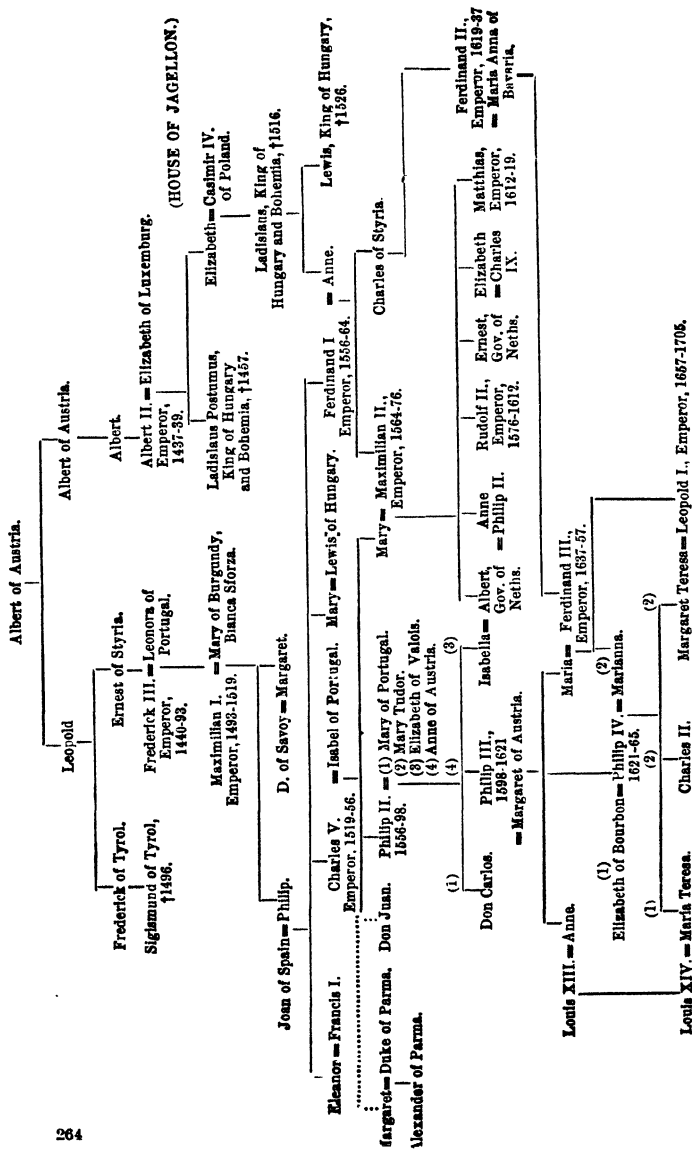 Albert of Austria.
Leopold
Albert of Austria.
Frederick of Tyrol.
Ernest of Styria.
Albert.
Sigismund of Tyrol,
†1496.
Frederick III. = Leonora of
Emperor, Portugal.
1440-93.
Albert II. = Elizabeth of Luxemburg.
Emperor,
1437-39.
(HOUSE OF JAGELLON.)
Maximilian I. = Mary of Burgundy,
Emperor, 1493-1519. Bianca Sforza.
Ladislaus Postumus,
King of Hungary
and Bohemia, †1457.
Elizabeth = Casimir IV.
of Poland.
Ladislaus, King of
Hungary and Bohemia, †1516.
Joan of Spain = Philip.
D. of Savoy = Margaret.
Eleanor = Francis I.
Charles V. = Isabel of Portugal.
Emperor, 1519-56.
Mary = Lewis of Hungary.
Ferdinand I = Anne.
Emperor, 1556-64.
Lewis, King of Hungary,
†1526.
Margaret = Duke of Parma.
Don Juan.
Philip II. = (1) Mary of Portugal.
1556-98. (2) Mary Tudor.
(3) Elizabeth of Valois.
(4) Anne of Austria.
Mary = Maximilian II.,
Emperor, 1564-76.
Charles of Styria.
Alexander of Parma.
(1)
(4)
(3)
Don Carlos.
Philip III.,
1598-1621
= Margaret of Austria.
Isabella = Albert,
Gov. of
Neths.
Anne
= Philip II.
Rudolf II.,
Emperor,
1576-1612.
Ernest,
Gov. of
Neths.
Elizabeth
= Charles
IX.
Matthias,
Emperor,
1612-19.
Ferdinand II.,
Emperor, 1619-37
= Maria Anna of
Bavaria.
Louis XIII. = Anne.
Maria = Ferdinand III.,
Emperor, 1637-57.
(1)
(2)
Elizabeth of Bourbon = Philip IV. = Marianna.
1621-65.
(1)
(2)
(2)
Louis XIV. = Maria Teresa.
Charles II.
Margaret Teresa = Leopold I., Emperor, 1657-1705.
264